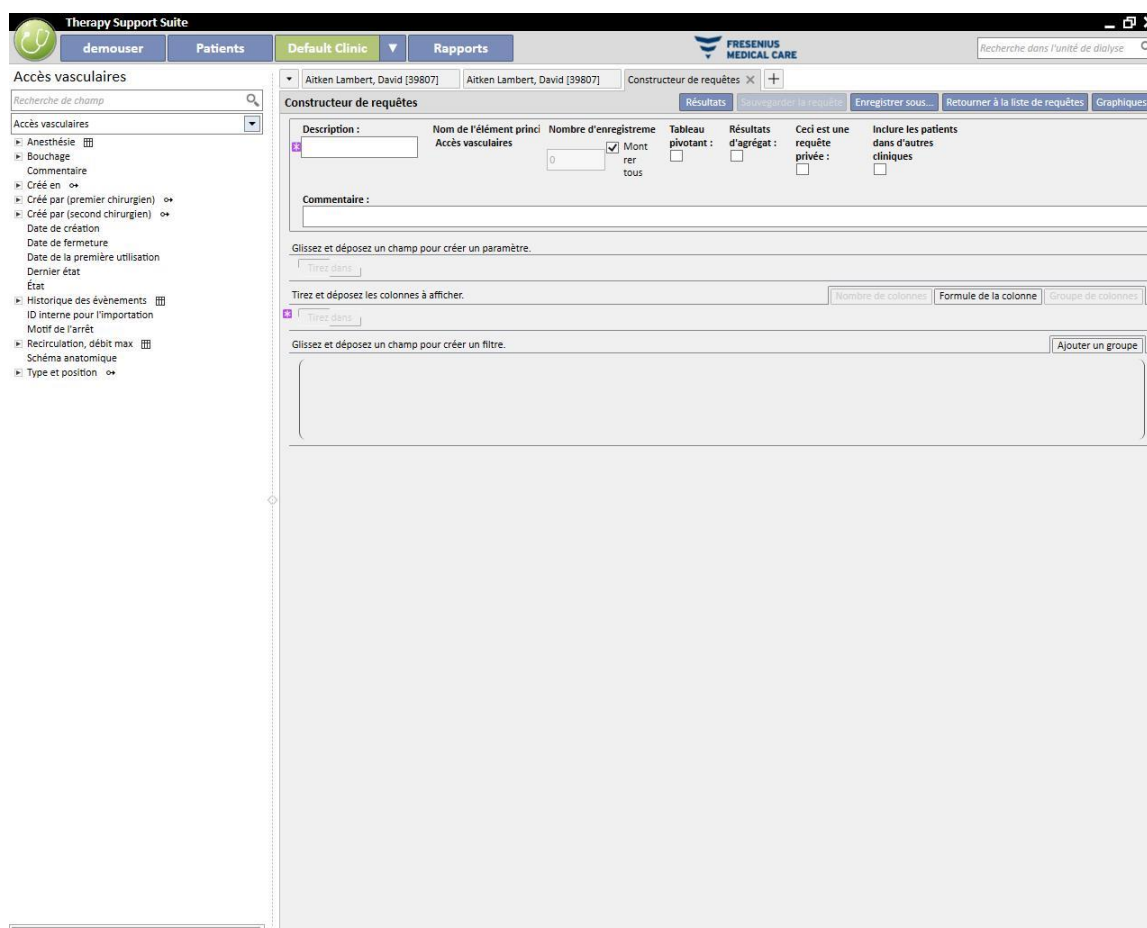 Therapy Support Suite
demouser
Patients
Default Clinic
Rapports
FRESENIUS
MEDICAL CARE
Recherche dans l'unité de dialyse
Accès vasculaires
Recherche de champ
Accès vasculaires
Anesthésie
Bouchage
Commentaire
Créé en
Créé par (premier chirurgien)
Créé par (second chirurgien)
Date de création
Date de fermeture
Date de la première utilisation
Dernier état
État
Historique des évènements
ID interne pour l'importation
Motif de l'arrêt
Recirculation, débit max
Schéma anatomique
Type et position
Aitken Lambert, David [39807]
Aitken Lambert, David [39807]
Constructeur de requêtes
Constructeur de requêtes
Résultats
Sauvegarder la requête
Enregistrer sous...
Retourner à la liste de requêtes
Graphiques
Description :
Nom de l'élément princi
Accès vasculaires
Nombre d'enregistreme
0
Mont
rer
tous
Tableau
pivotant :
Résultats
d'agrégat :
Ceci est une
requête
privée :
Inclure les patients
dans d'autres
cliniques
Commentaire :
Glissez et déposez un champ pour créer un paramètre.
Tirez dans
Tirez et déposez les colonnes à afficher.
Nombre de colonnes
Formule de la colonne
Groupe de colonnes
Tirez dans
Glissez et déposez un champ pour créer un filtre.
Ajouter un groupe